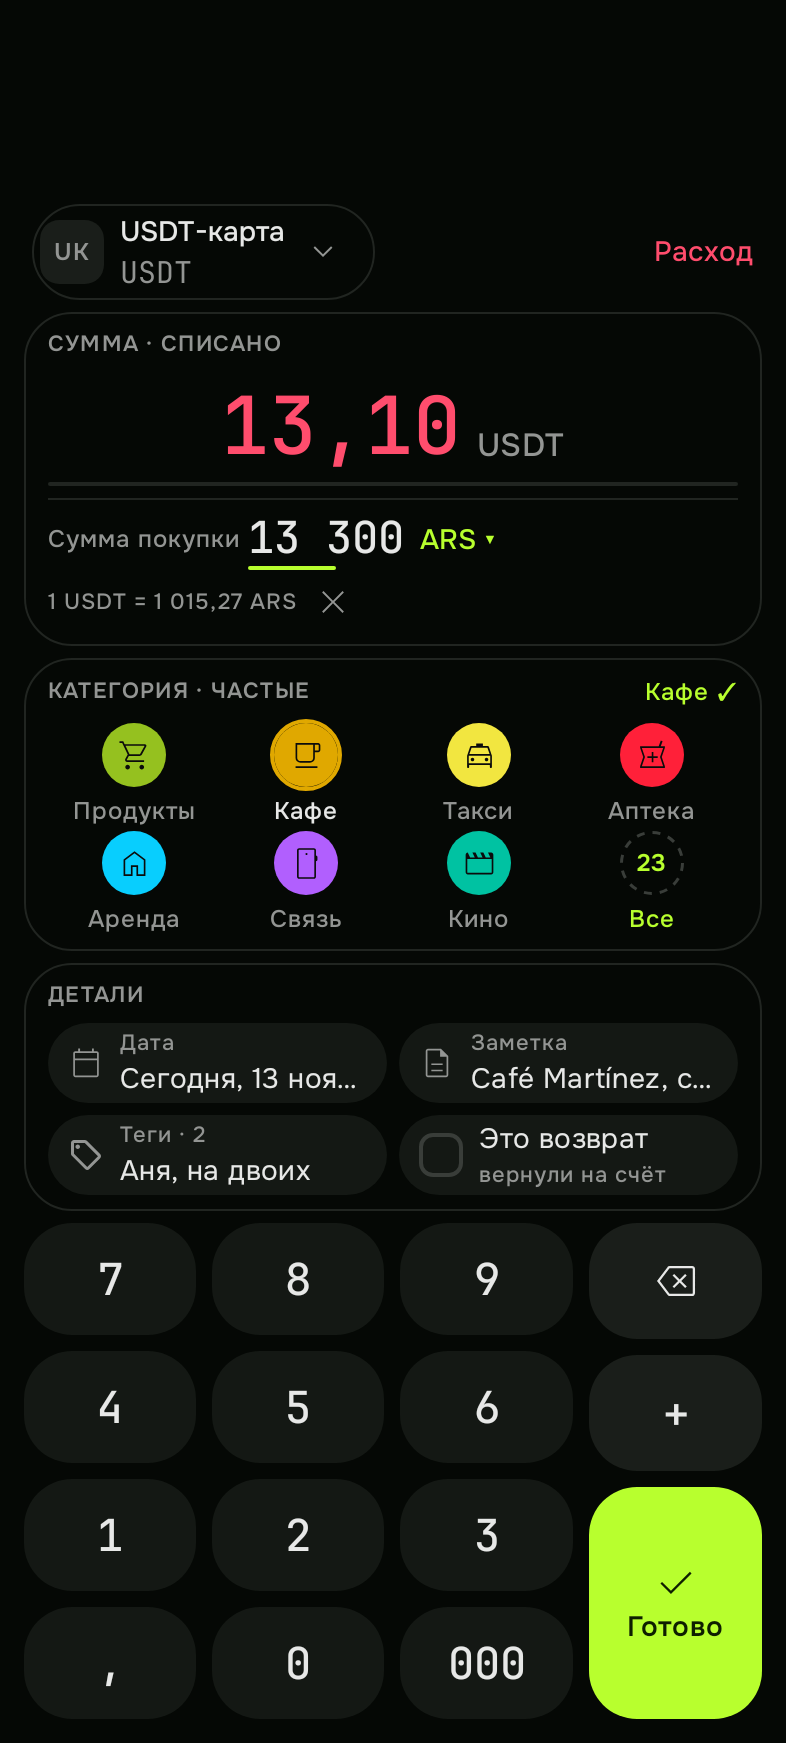 UK
USDT-карта
USDT
Расход
СУММА · СПИСАНО
13,10 USDT
Сумма покупки 13 300 ARS ▾
1 USDT = 1 015,27 ARS
КАТЕГОРИЯ · ЧАСТЫЕ
Кафе ✓
Продукты
Кафе
Такси
Аптека
Аренда
Связь
Кино
23
Все
ДЕТАЛИ
Дата
Сегодня, 13 ноя...
Заметка
Café Martínez, с...
Теги · 2
Аня, на двоих
Это возврат
вернули на счёт
7 8 9
4 5 6 +
1 2 3
, 0 000
Готово